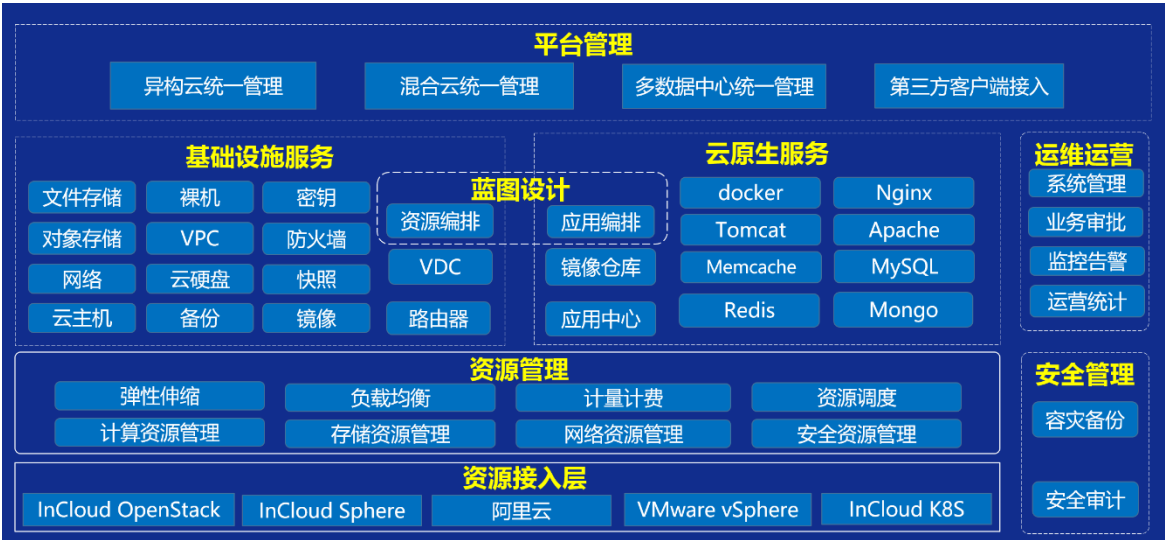 平台管理
异构云统一管理
混合云统一管理
多数据中心统一管理
第三方客户端接入
基础设施服务
文件存储
裸机
密钥
对象存储
VPC
防火墙
网络
云硬盘
快照
云主机
备份
镜像
蓝图设计
资源编排
应用编排
VDC
路由器
云原生服务
镜像仓库
应用中心
docker
Nginx
Tomcat
Apache
Memcache
MySQL
Redis
Mongo
运维运营
系统管理
业务审批
监控告警
运营统计
资源管理
弹性伸缩
负载均衡
计量计费
资源调度
计算资源管理
存储资源管理
网络资源管理
安全资源管理
安全管理
容灾备份
安全审计
资源接入层
InCloud OpenStack
InCloud Sphere
阿里云
VMware vSphere
InCloud K8S